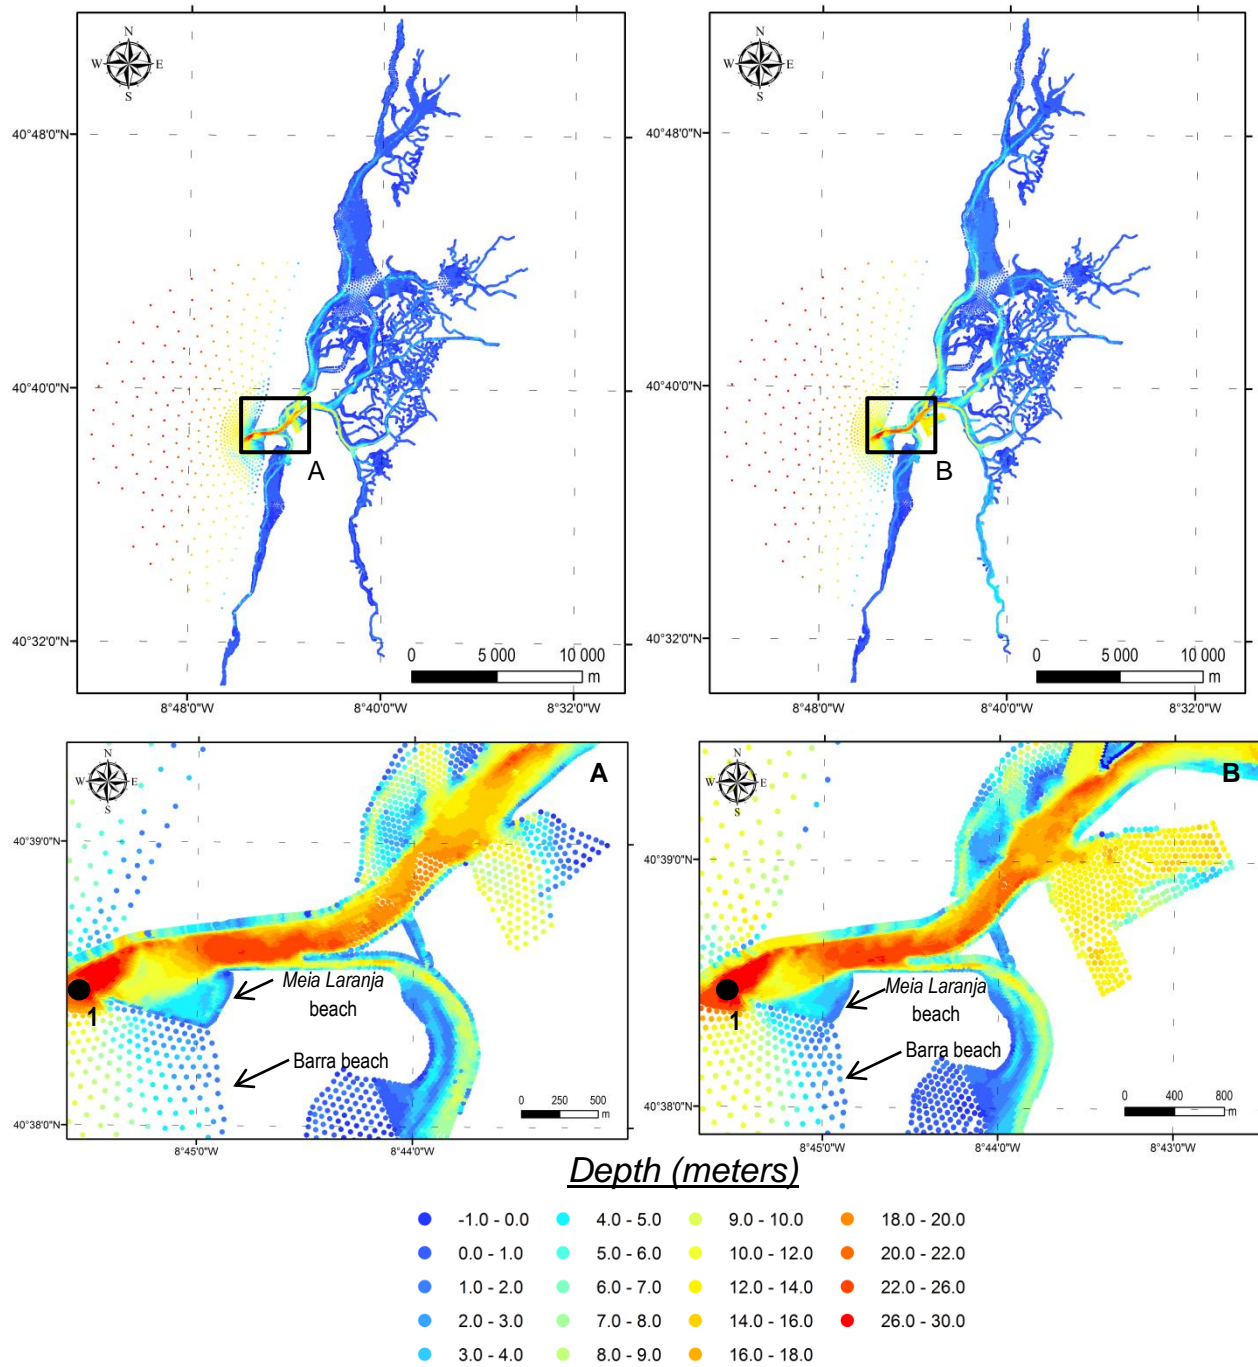 N
W E
S
N
W E
S
40°48'0"N
40°48'0"N
40°40'0"N
40°40'0"N
A
B
40°32'0"N
40°32'0"N
0 5 000 10 000
m
0 5 000 10 000
m
8°48'0"W 8°40'0"W 8°32'0"W
8°48'0"W 8°40'0"W 8°32'0"W
N
W E
S
A
40°39'0"N
Meia Laranja
beach
1
Barra beach
0 250 500
m
40°38'0"N
8°45'0"W 8°44'0"W
N
W E
S
B
40°39'0"N
Meia Laranja
beach
1
Barra beach
0 400 800
m
40°38'0"N
8°45'0"W 8°44'0"W 8°43'0"W
Depth (meters)
-1.0 - 0.0 4.0 - 5.0 9.0 - 10.0 18.0 - 20.0
0.0 - 1.0 5.0 - 6.0 10.0 - 12.0 20.0 - 22.0
1.0 - 2.0 6.0 - 7.0 12.0 - 14.0 22.0 - 26.0
2.0 - 3.0 7.0 - 8.0 14.0 - 16.0 26.0 - 30.0
3.0 - 4.0 8.0 - 9.0 16.0 - 18.0